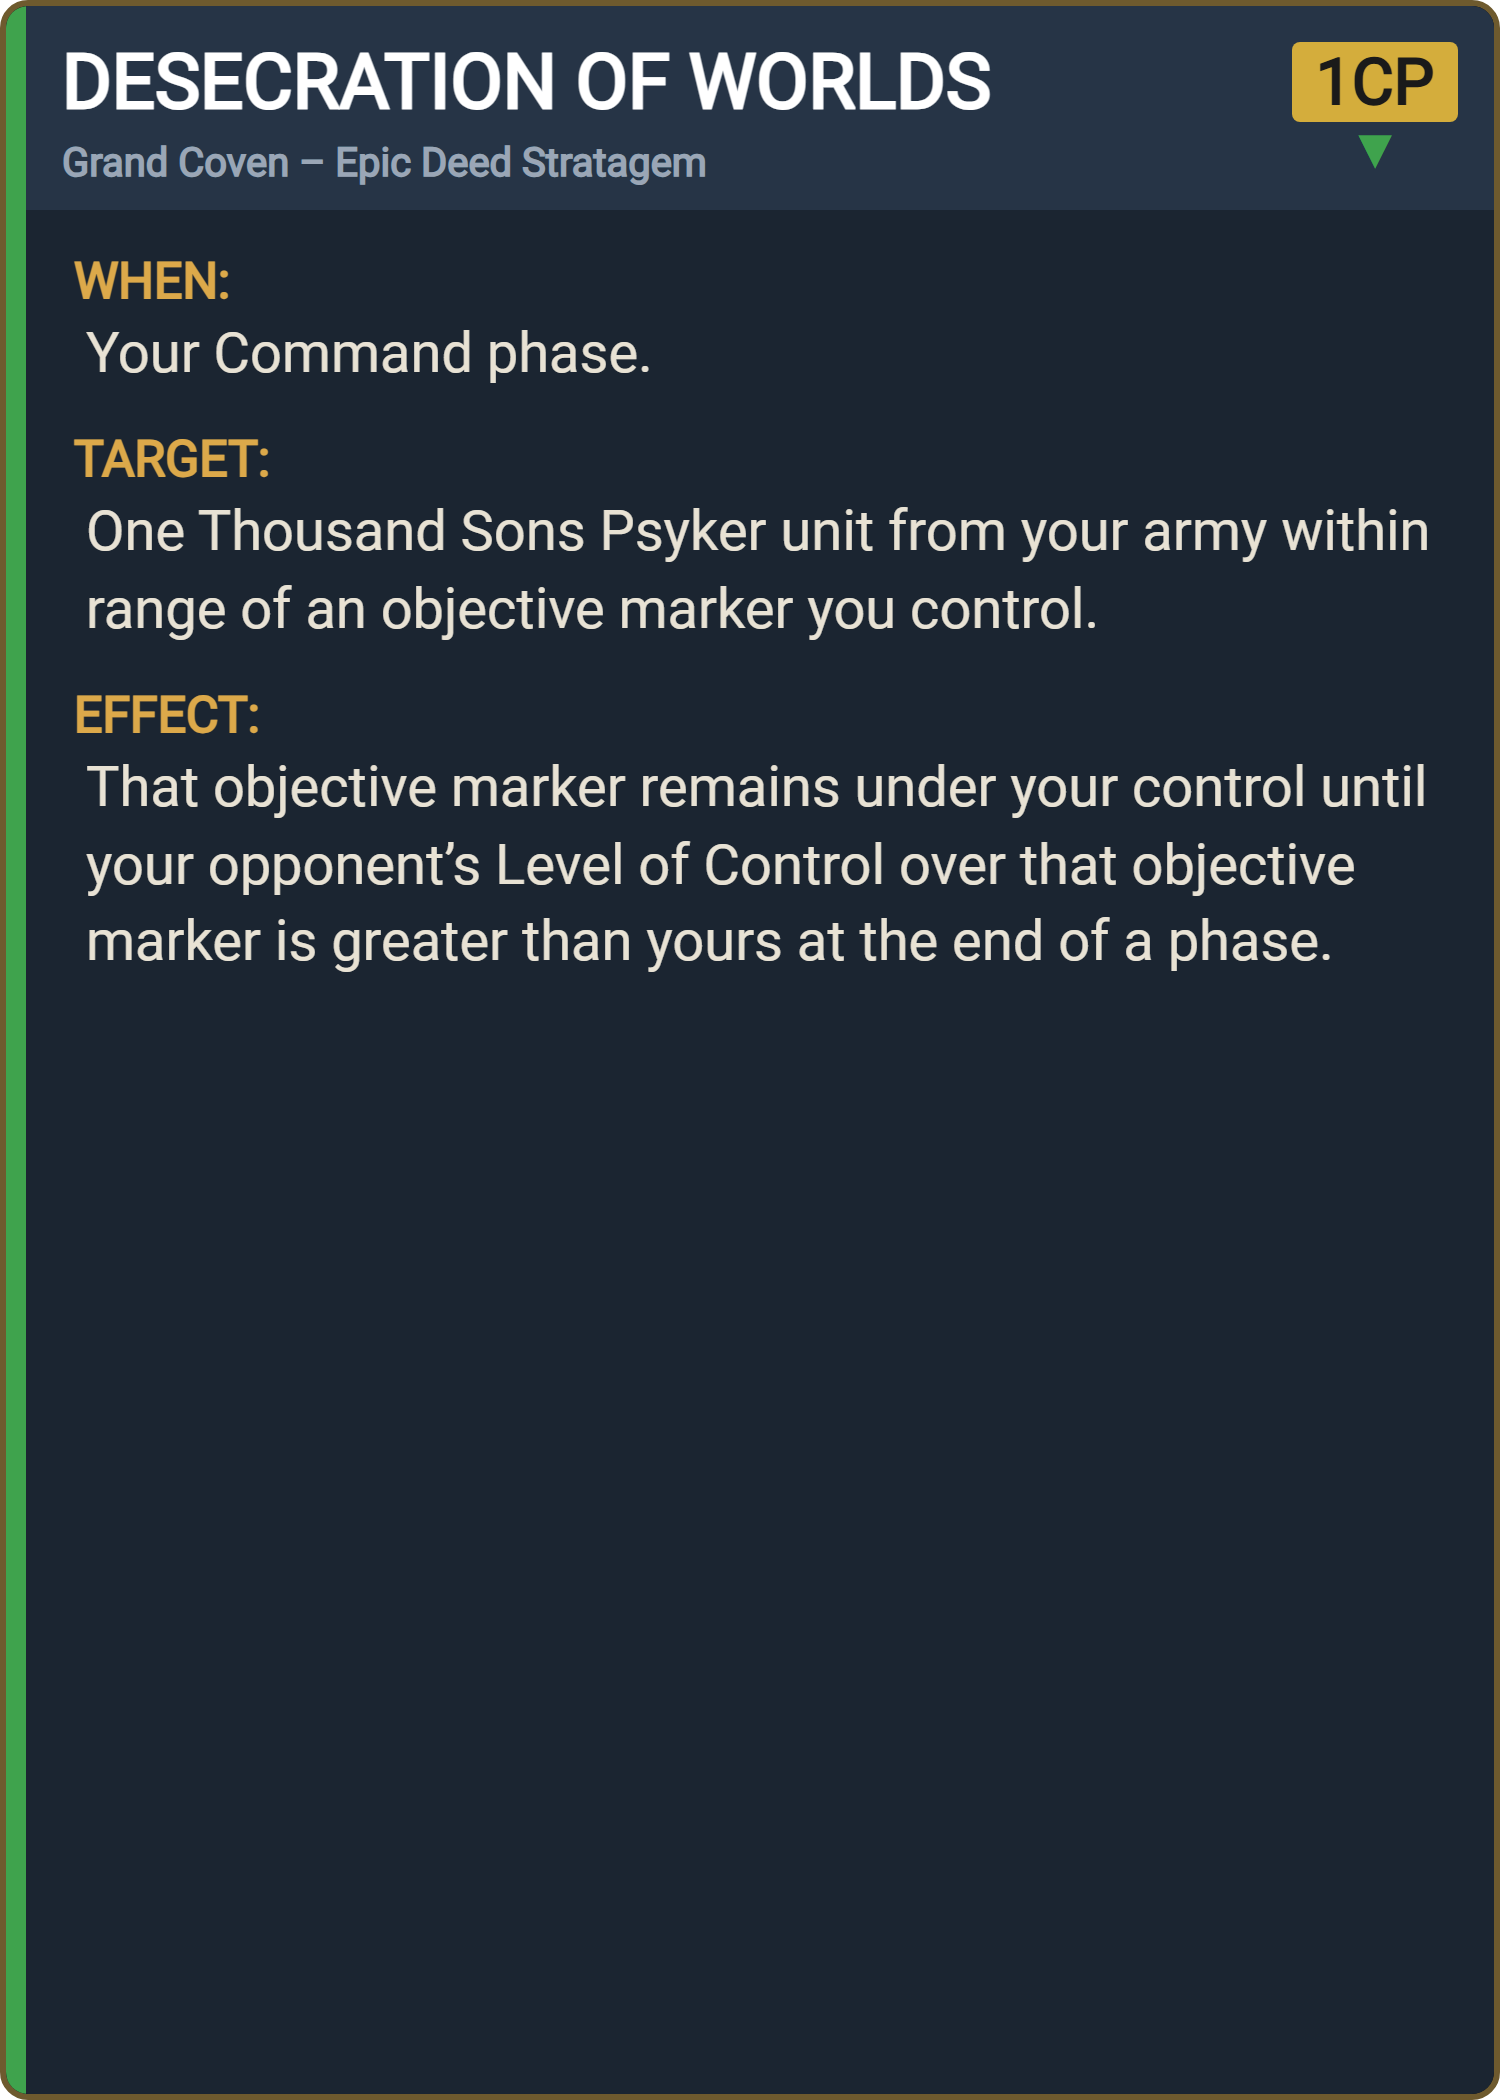 DESECRATION OF WORLDS
1CP
Grand Coven – Epic Deed Stratagem
WHEN:
Your Command phase.
TARGET:
One Thousand Sons Psyker unit from your army within
range of an objective marker you control.
EFFECT:
That objective marker remains under your control until
your opponent’s Level of Control over that objective
marker is greater than yours at the end of a phase.